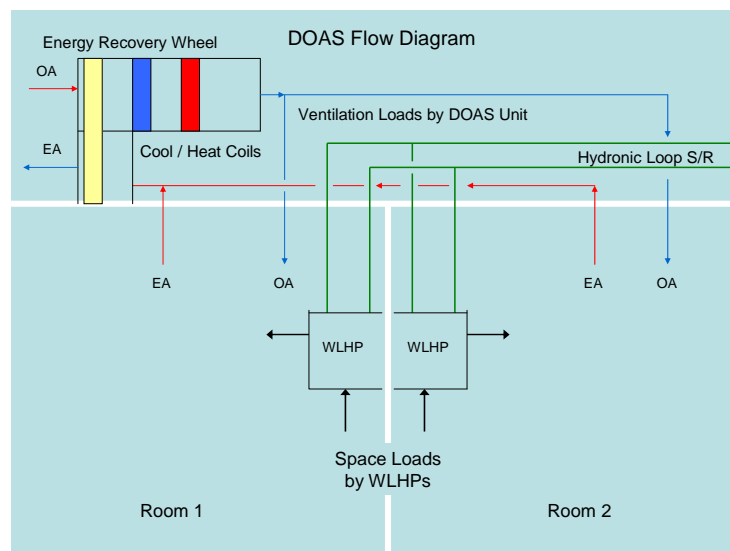 DOAS Flow Diagram
Energy Recovery Wheel
OA
Ventilation Loads by DOAS Unit
EA
Cool / Heat Coils
Hydronic Loop S/R
EA
OA
EA
OA
WLHP
WLHP
Space Loads
by WLHPs
Room 1
Room 2